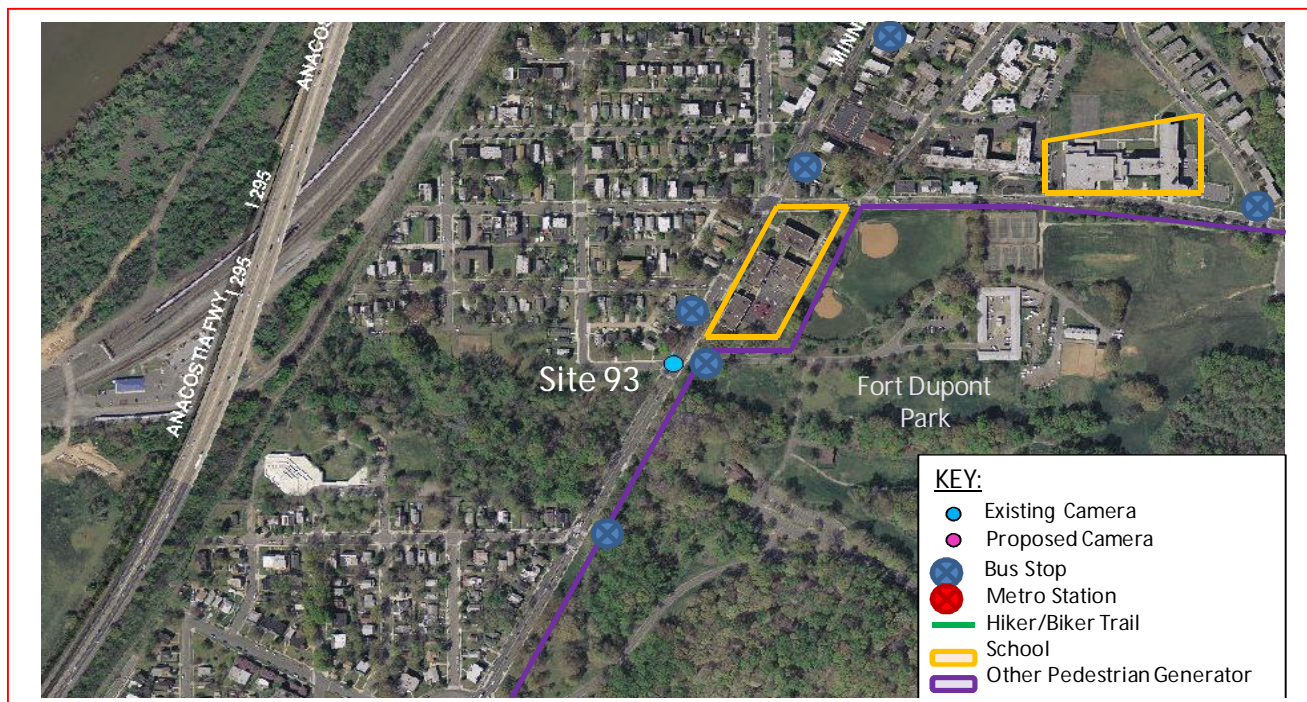 ANACOS
MINN
I 295
I 295
ANACOSTIA FWY
Site 93
Fort Dupont
Park
KEY:
Existing Camera
Proposed Camera
Bus Stop
Metro Station
Hiker/Biker Trail
School
Other Pedestrian Generator